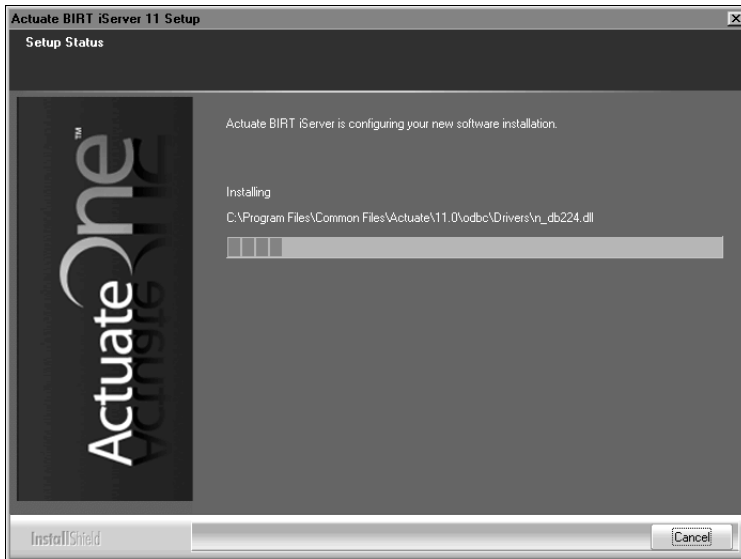 Actuate BIRT iServer 11 Setup
Setup Status
Actuate BIRT iServer is configuring your new software installation.
Installing
C:\Program Files\Common Files\Actuate\11.0\odbc\Drivers\n_db224.dll
ActuateOne™
InstallShield
Cancel